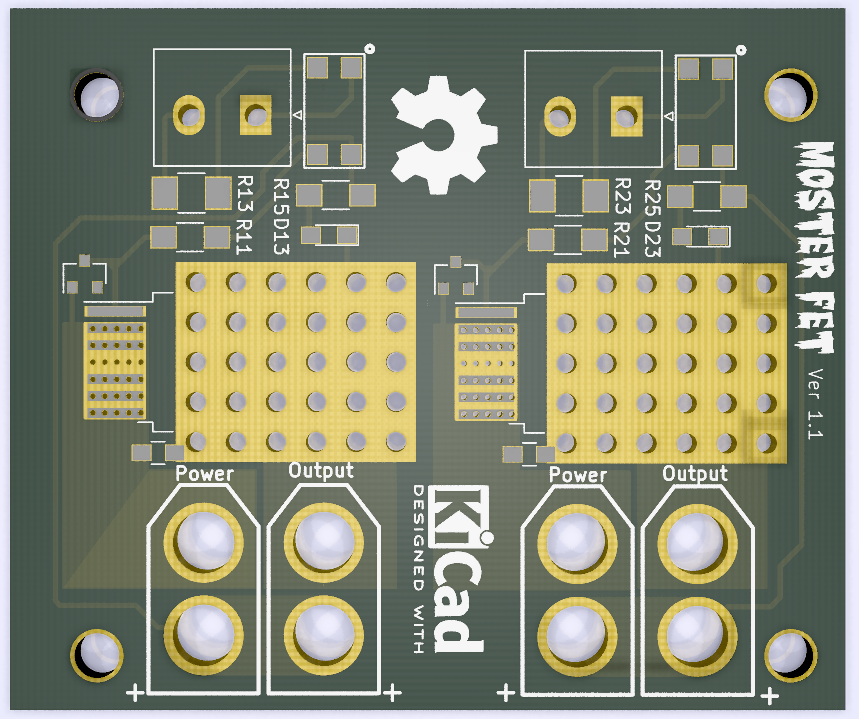 R13
R15
D13
R11
R23
R25
D23
R21
MOSTER FET
Ver 1.1
Power
Output
Power
Output
KiCad
DESIGNED WITH
+
+
+
+